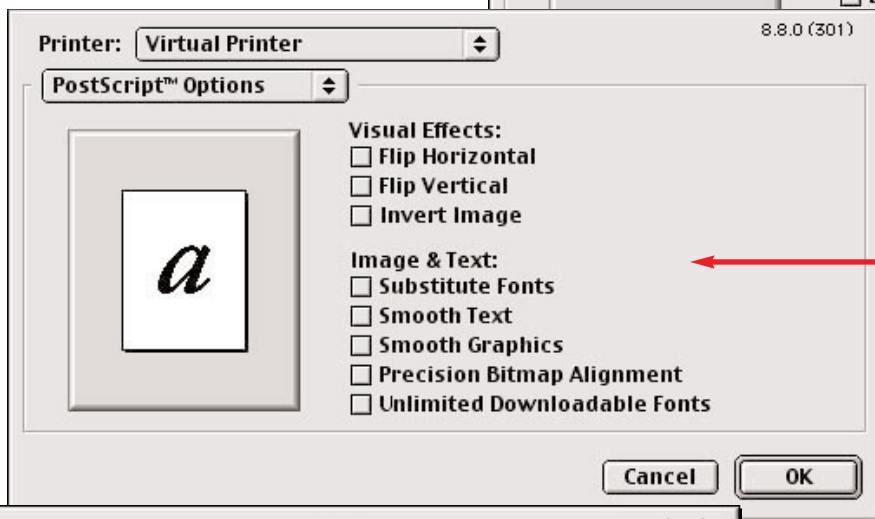 8.8.0 (301)
Printer: Virtual Printer
PostScript™ Options
Visual Effects:
Flip Horizontal
Flip Vertical
Invert Image
Image & Text:
Substitute Fonts
Smooth Text
Smooth Graphics
Precision Bitmap Alignment
Unlimited Downloadable Fonts
a
Cancel OK